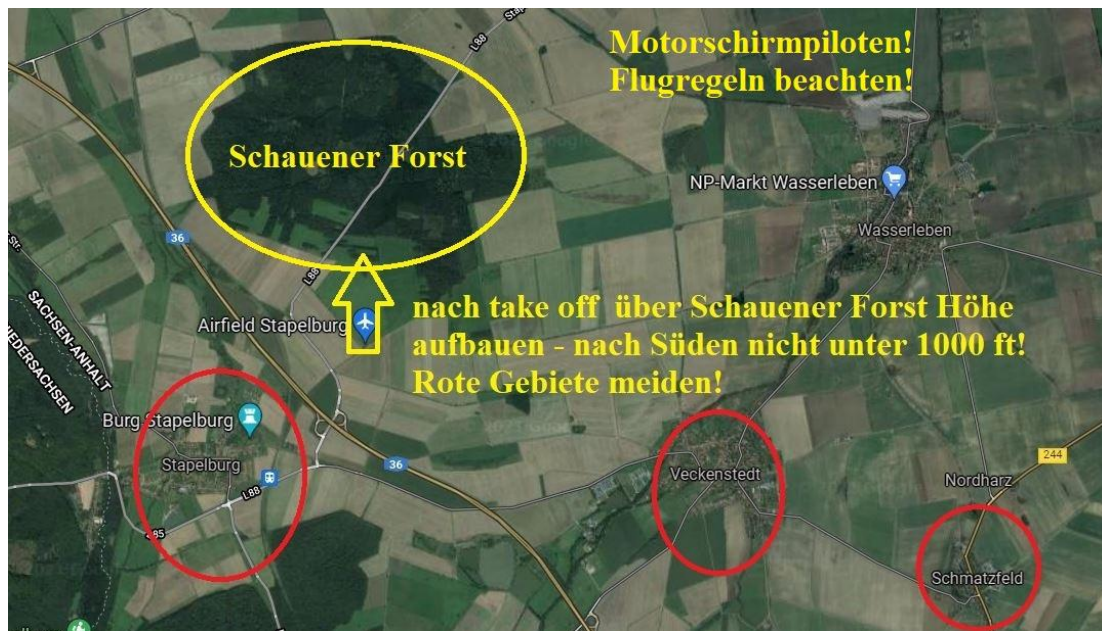 Motorschirmpiloten!
Flugregeln beachten!
L88
Schauener Forst
NP-Markt Wasserleben
Wasserleben
36
L88
SACHSEN-ANHALT
NIEDERSACHSEN
Airfield Stapelburg
nach take off über Schauener Forst Höhe
aufbauen - nach Süden nicht unter 1000 ft!
Rote Gebiete meiden!
Burg Stapelburg
Stapelburg
36
L88
Veckenstedt
244
Nordharz
L85
Schmatzfeld